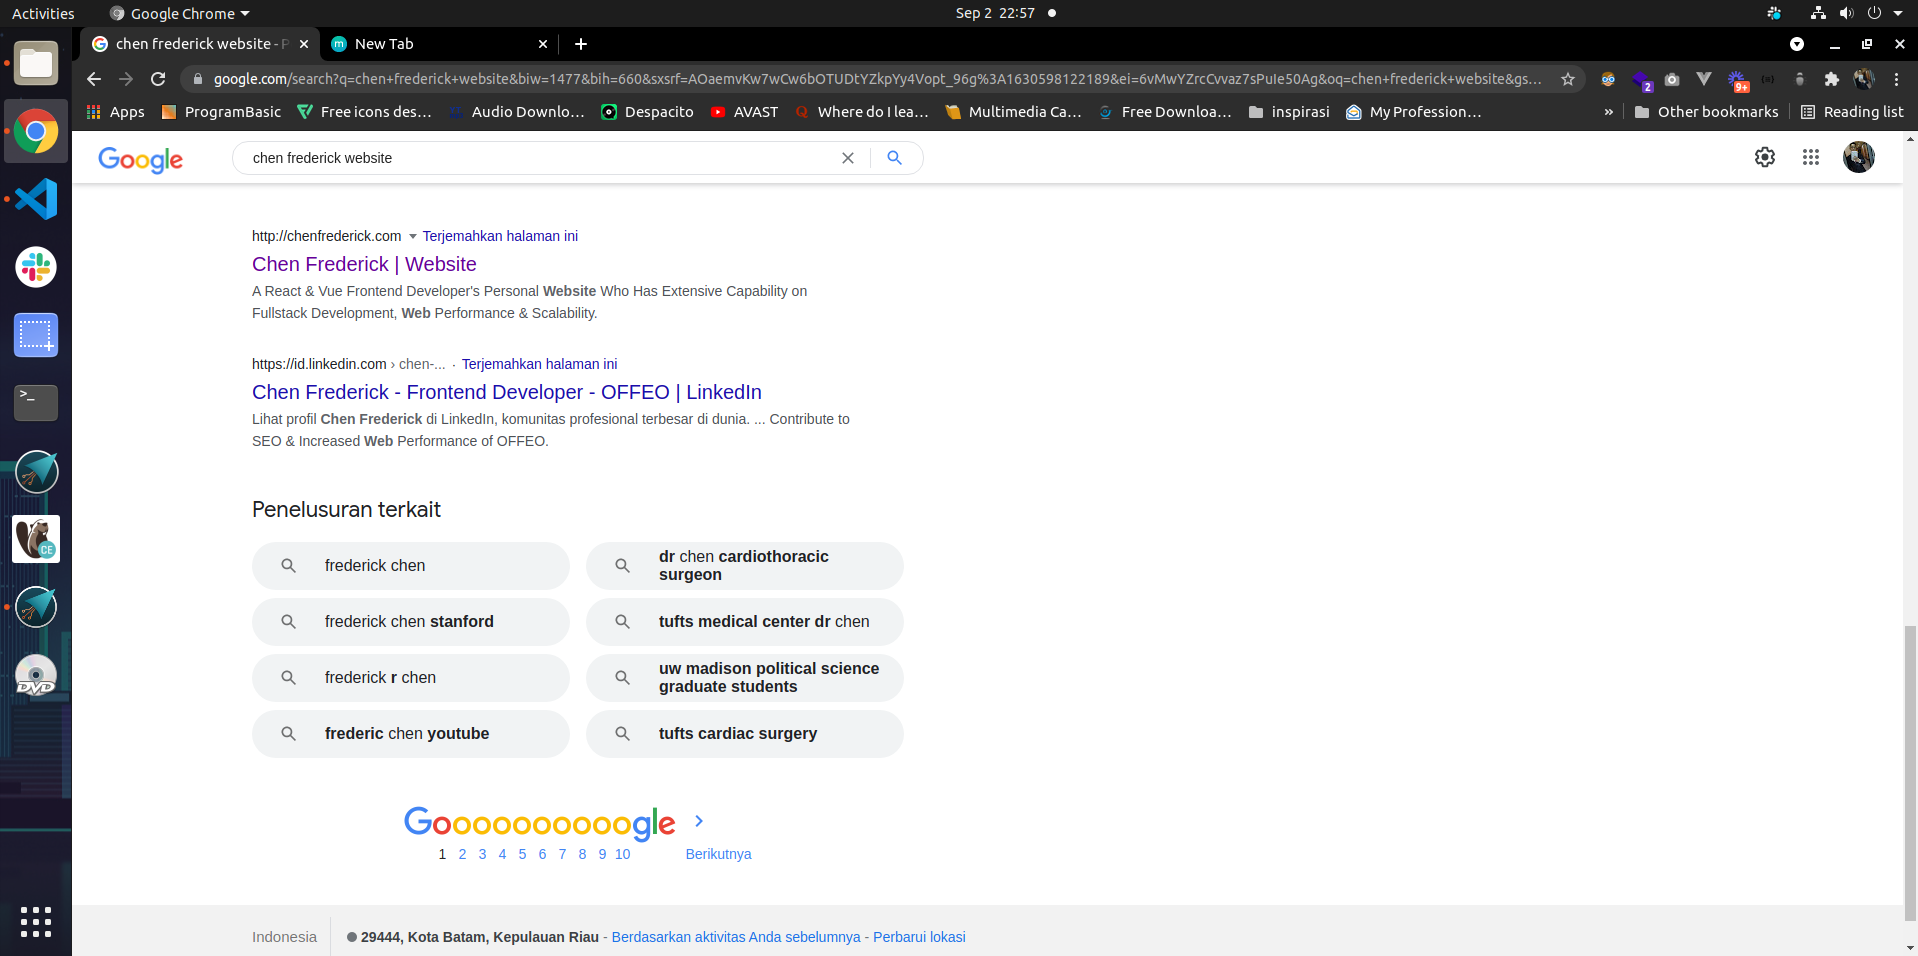 Activities
Google Chrome
Sep 2 22:57
chen frederick website - P
New Tab
google.com/search?q=chen+frederick+website&biw=1477&bih=660&sxsrf=AOaemvKw7wCw6bOTUDtYZkpYy4Vopt_96g%3A1630598122189&ei=6vMwYZrcCvvaz7sPuIe50Ag&oq=chen+frederick+website&gs...
2
9+
Apps
ProgramBasic
Free icons des...
Audio Downlo...
Despacito
AVAST
Where do I lea...
Multimedia Ca...
Free Downloa...
inspirasi
My Profession...
»
Other bookmarks
Reading list
Google
chen frederick website
http://chenfrederick.com
Terjemahkan halaman ini
Chen Frederick | Website
A React & Vue Frontend Developer's Personal Website Who Has Extensive Capability on
Fullstack Development, Web Performance & Scalability.
https://id.linkedin.com › chen-... · Terjemahkan halaman ini
Chen Frederick - Frontend Developer - OFFEO | LinkedIn
Lihat profil Chen Frederick di LinkedIn, komunitas profesional terbesar di dunia. ... Contribute to
SEO & Increased Web Performance of OFFEO.
Penelusuran terkait
frederick chen
dr chen cardiothoracic
surgeon
frederick chen stanford
tufts medical center dr chen
frederick r chen
uw madison political science
graduate students
frederic chen youtube
tufts cardiac surgery
Goooooooooogle
1 2 3 4 5 6 7 8 9 10
Berikutnya
Indonesia
29444, Kota Batam, Kepulauan Riau - Berdasarkan aktivitas Anda sebelumnya - Perbarui lokasi
>_
CE
DVD